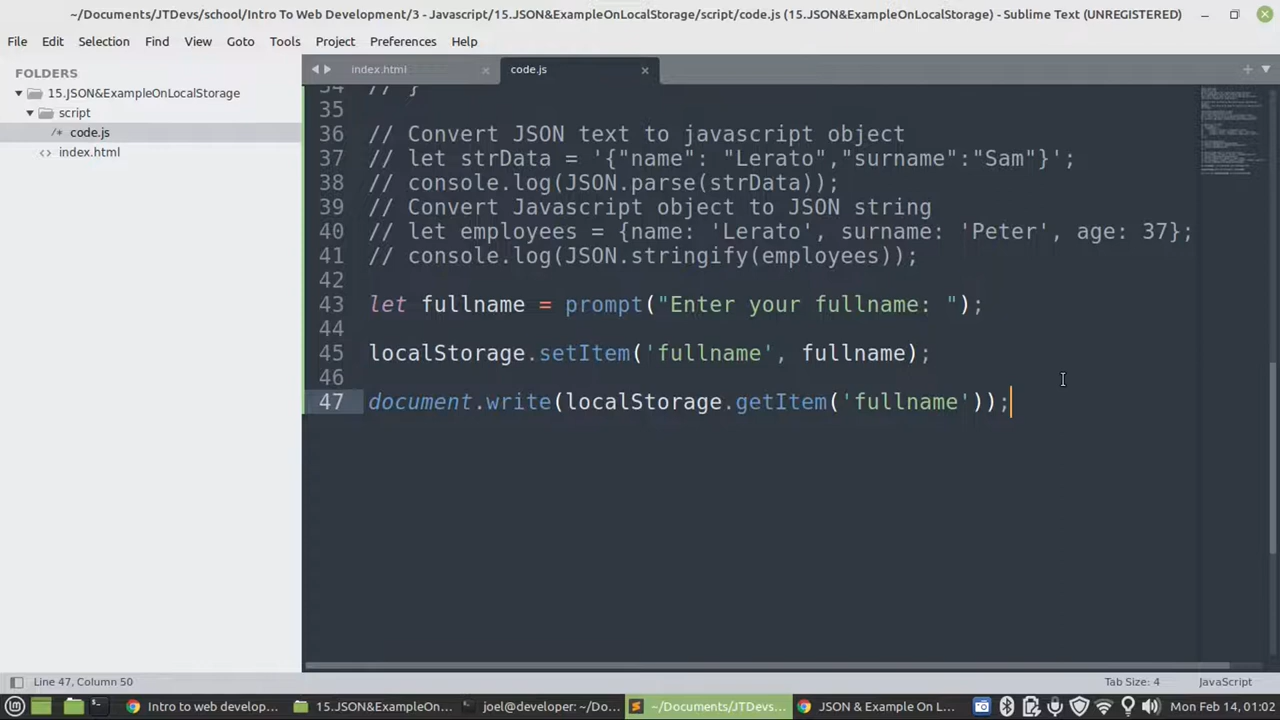 ~/Documents/JTDevs/school/Intro To Web Development/3 - Javascript/15.JSON&ExampleOnLocalStorage/script/code.js (15.JSON&ExampleOnLocalStorage) - Sublime Text (UNREGISTERED)
File Edit Selection Find View Goto Tools Project Preferences Help
FOLDERS
15.JSON&ExampleOnLocalStorage
script
/* code.js
<> index.html
index.html code.js
34 // }
35
36 // Convert JSON text to javascript object
37 // let strData = '{"name": "Lerato","surname":"Sam"}';
38 // console.log(JSON.parse(strData));
39 // Convert Javascript object to JSON string
40 // let employees = {name: 'Lerato', surname: 'Peter', age: 37};
41 // console.log(JSON.stringify(employees));
42
43 let fullname = prompt("Enter your fullname: ");
44
45 localStorage.setItem('fullname', fullname);
46
47 document.write(localStorage.getItem('fullname'));
Line 47, Column 50 Tab Size: 4 JavaScript
Intro to web develop... 15.JSON&ExampleOn... joel@developer: ~/Do... ~/Documents/JTDevs... JSON & Example On L... Mon Feb 14, 01:02